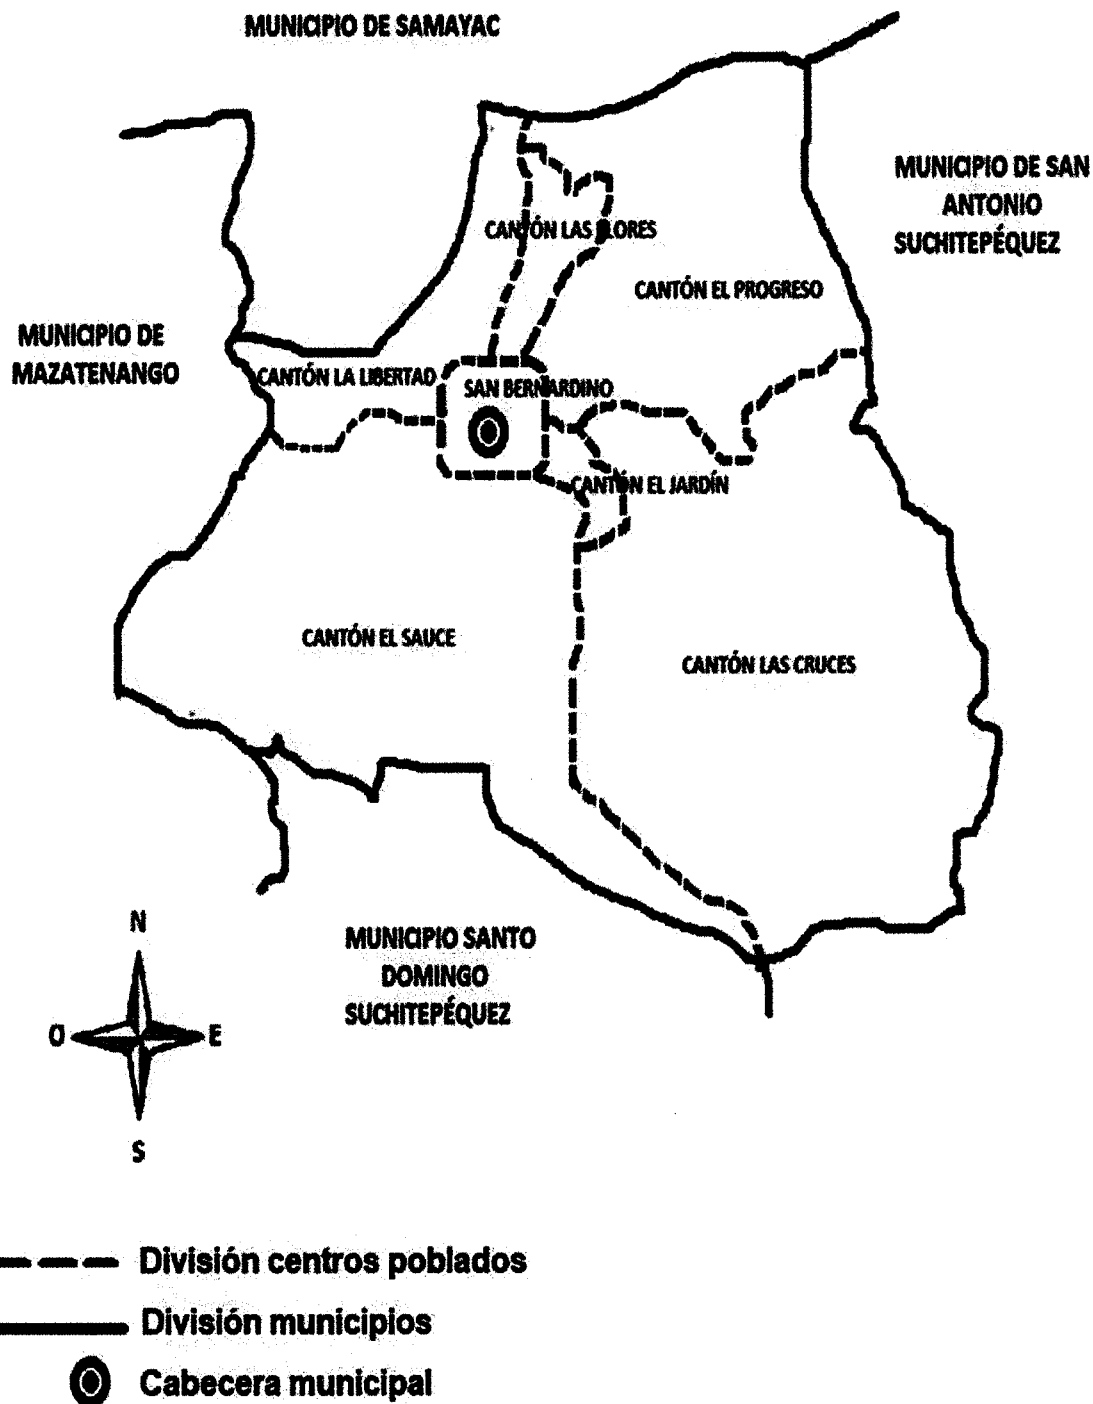 MUNICIPIO DE SAMAYAC
MUNICIPIO DE SAN
ANTONIO
SUCHITEPÉQUEZ
CANTÓN LAS FLORES
CANTÓN EL PROGRESO
MUNICIPIO DE
MAZATENANGO
CANTÓN LA LIBERTAD
SAN BERNARDINO
CANTÓN EL JARDÍN
CANTÓN EL SAUCE
CANTÓN LAS CRUCES
MUNICIPIO SANTO
DOMINGO
SUCHITEPÉQUEZ
N
O
E
S
División centros poblados
División municipios
Cabecera municipal